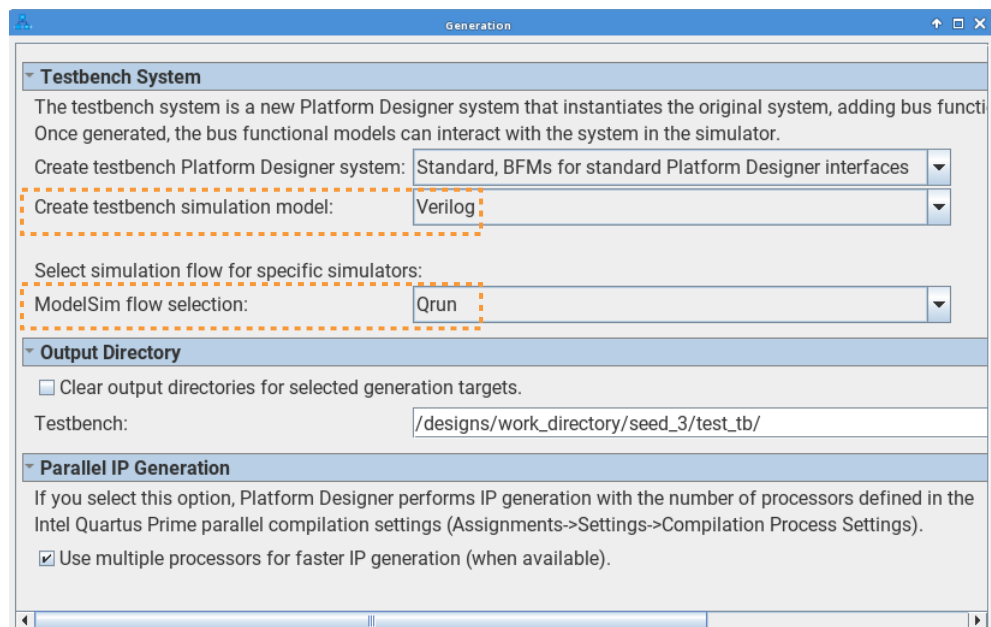 Generation
Testbench System
The testbench system is a new Platform Designer system that instantiates the original system, adding bus
Once generated, the bus functional models can interact with the system in the simulator.
Create testbench Platform Designer system: Standard, BFMs for standard Platform Designer interfaces
Create testbench simulation model: Verilog
Select simulation flow for specific simulators:
ModelSim flow selection: Qrun
Output Directory
Clear output directories for selected generation targets.
Testbench: /designs/work_directory/seed_3/test_tb/
Parallel IP Generation
If you select this option, Platform Designer performs IP generation with the number of processors defined in the
Intel Quartus Prime parallel compilation settings (Assignments->Settings->Compilation Process Settings).
Use multiple processors for faster IP generation (when available).